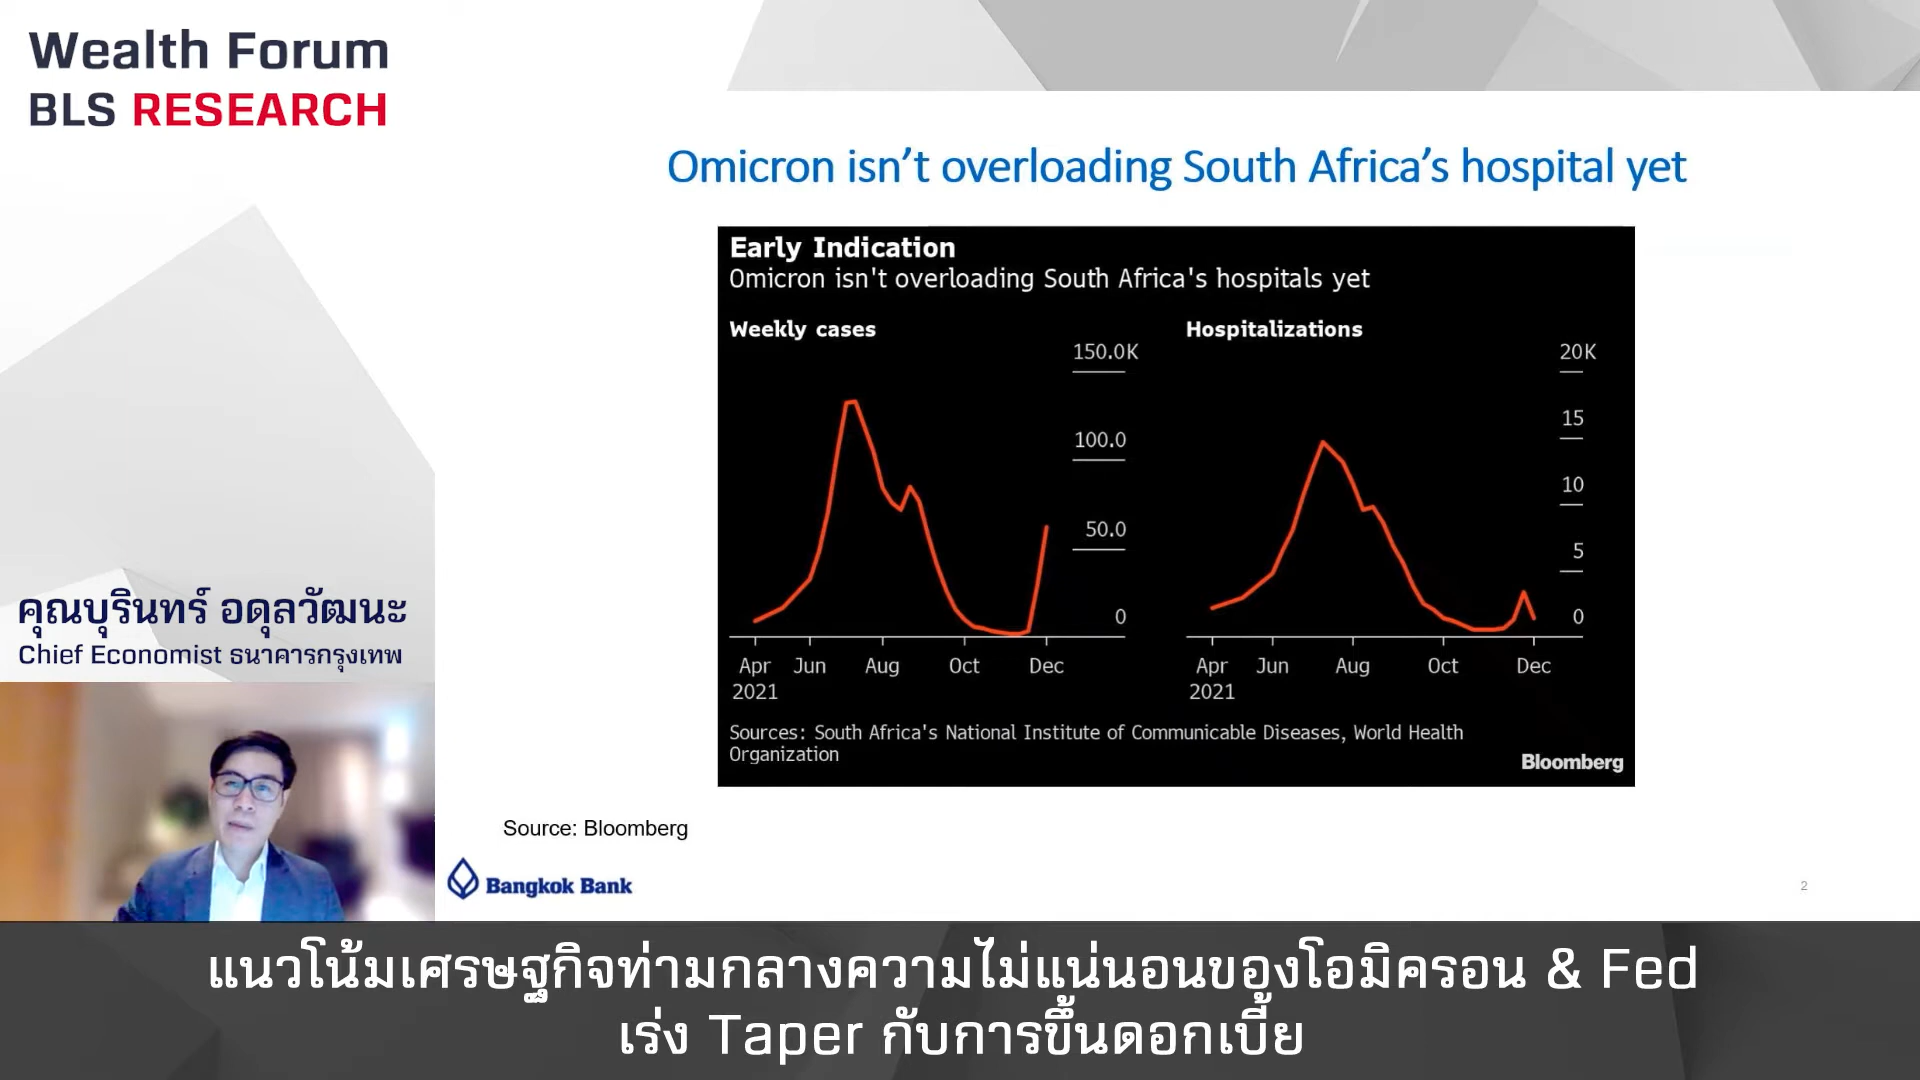 Wealth Forum
BLS RESEARCH
Omicron isn’t overloading South Africa’s hospital yet
Early Indication
Omicron isn't overloading South Africa's hospitals yet
Weekly cases
150.0K
100.0
50.0
0
Apr Jun Aug Oct Dec
2021
Hospitalizations
20K
15
10
5
0
Apr Jun Aug Oct Dec
2021
Sources: South Africa's National Institute of Communicable Diseases, World Health
Organization
Bloomberg
คุณบุรินทร์ อดุลวัฒนะ
Chief Economist ธนาคารกรุงเทพ
Source: Bloomberg
Bangkok Bank
2
แนวโน้มเศรษฐกิจท่ามกลางความไม่แน่นอนของโอมิครอน & Fed
เร่ง Taper กับการขึ้นดอกเบี้ย